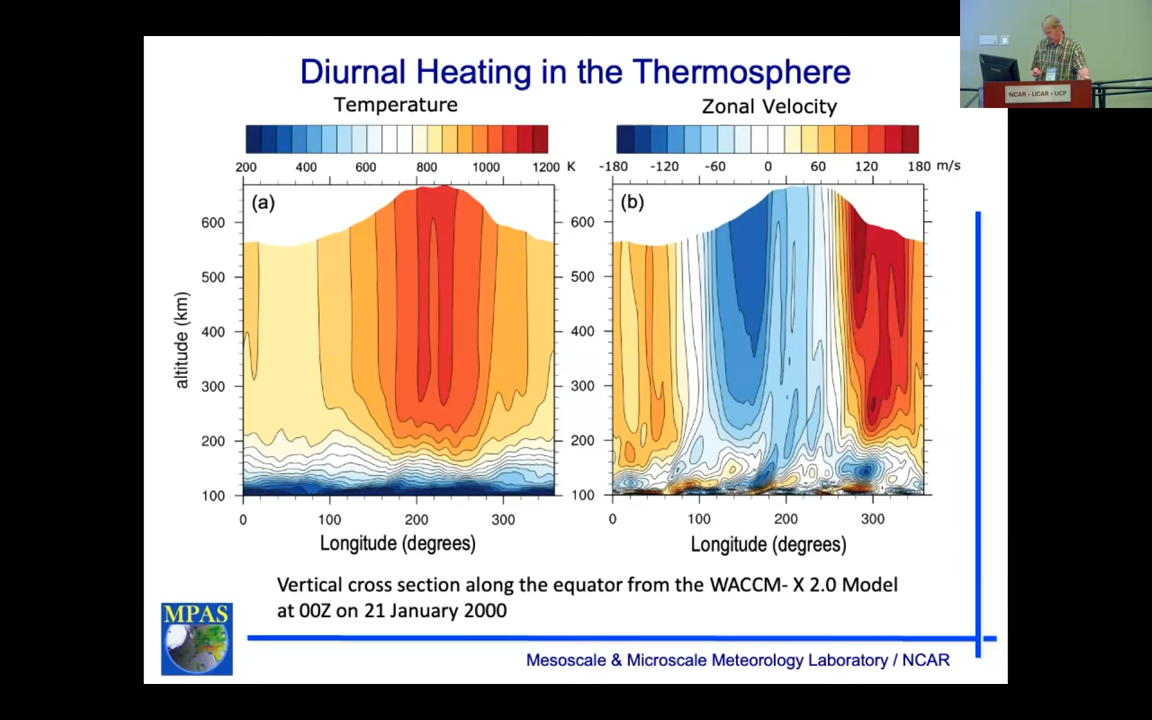 Diurnal Heating in the Thermosphere
Temperature
200 400 600 800 1000 1200 K
(a)
altitude (km)
600
500
400
300
200
100
0 100 200 300
Longitude (degrees)
Zonal Velocity
-180 -120 -60 0 60 120 180 m/s
(b)
600
500
400
300
200
100
0 100 200 300
Longitude (degrees)
Vertical cross section along the equator from the WACCM- X 2.0 Model
at 00Z on 21 January 2000
MPAS
Mesoscale & Microscale Meteorology Laboratory / NCAR
NCAR • UCAR • UCP